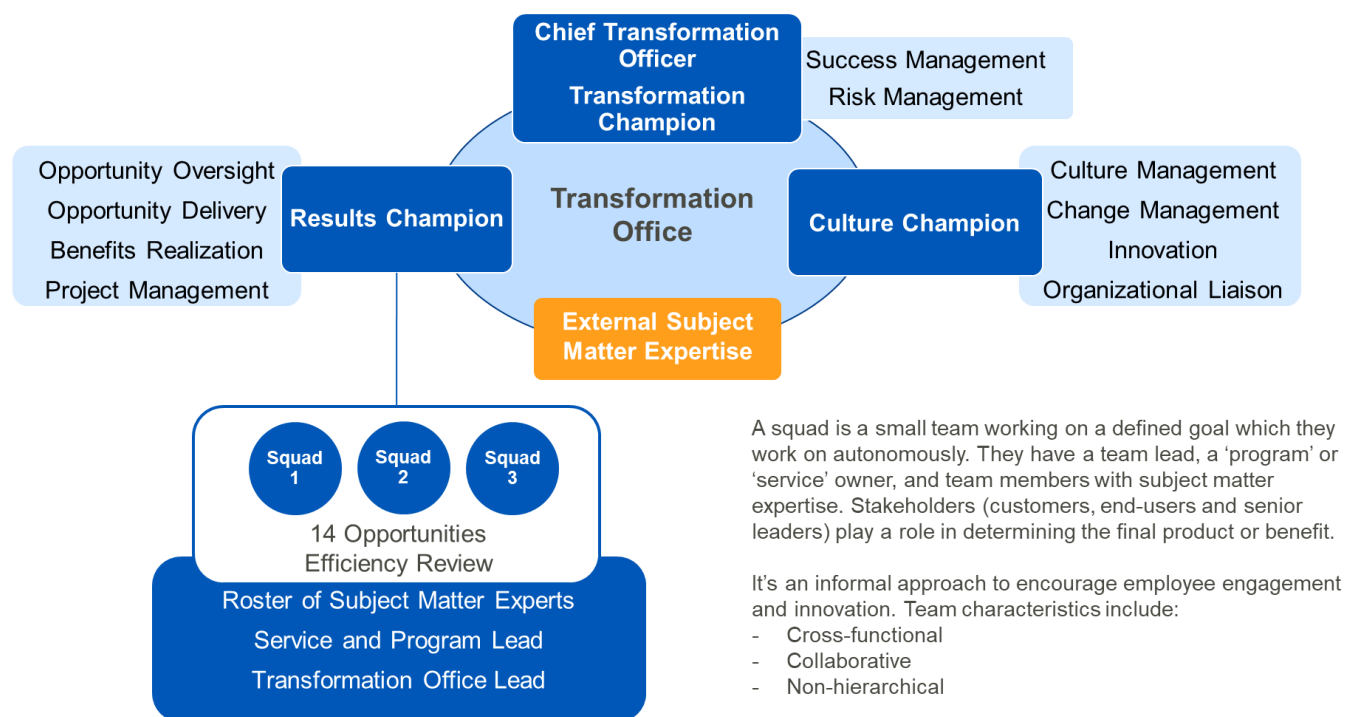 Chief Transformation
Officer
Transformation
Champion
Success Management
Risk Management
Opportunity Oversight
Opportunity Delivery
Benefits Realization
Project Management
Results Champion
Transformation
Office
Culture Champion
Culture Management
Change Management
Innovation
Organizational Liaison
External Subject
Matter Expertise
Squad
1
Squad
2
Squad
3
14 Opportunities
Efficiency Review
Roster of Subject Matter Experts
Service and Program Lead
Transformation Office Lead
A squad is a small team working on a defined goal which they
work on autonomously. They have a team lead, a ‘program’ or
‘service’ owner, and team members with subject matter
expertise. Stakeholders (customers, end-users and senior
leaders) play a role in determining the final product or benefit.
It’s an informal approach to encourage employee engagement
and innovation. Team characteristics include:
- Cross-functional
- Collaborative
- Non-hierarchical